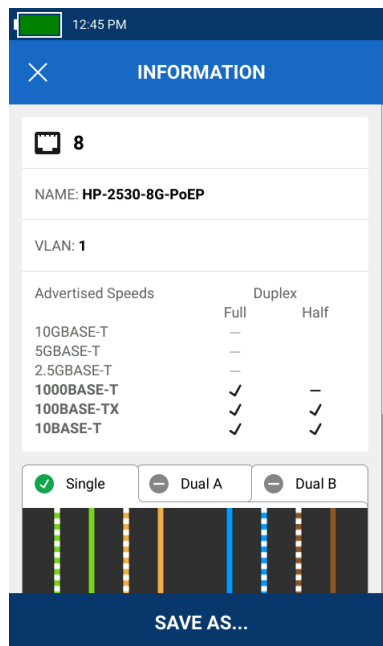 12:45 PM
INFORMATION
8
NAME: HP-2530-8G-PoEP
VLAN: 1
Advertised Speeds Duplex
Full Half
10GBASE-T –
5GBASE-T –
2.5GBASE-T –
1000BASE-T ✓ –
100BASE-TX ✓ ✓
10BASE-T ✓ ✓
Single Dual A Dual B
SAVE AS...